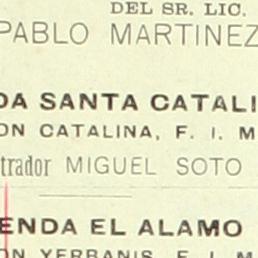 DEL SR. LIC.
PABLO MARTINEZ
DA SANTA CATALI
ON CATALINA, F. I. M
trador MIGUEL SOTO
ENDA EL ALAMO
ON YERBANIS, F. I. M